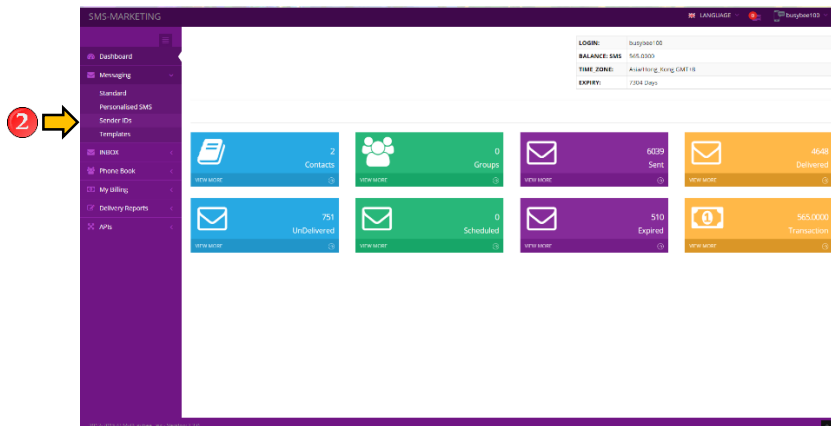 SMS-MARKETING
LANGUAGE
busybee103
LOGIN: busybee103
BALANCE: SMS 565.0000
TIME_ZONE: Asia/Hong_Kong GMT+8
EXPIRY: 7304 Days
Dashboard
Messaging
Standard
Personalised SMS
Sender IDs
Templates
INBOX
Phone Book
My Billing
Delivery Reports
APIs
2
2
Contacts
VIEW MORE
0
Groups
VIEW MORE
6039
Sent
VIEW MORE
4648
Delivered
VIEW MORE
751
UnDelivered
VIEW MORE
0
Scheduled
VIEW MORE
510
Expired
VIEW MORE
1
565.0000
Transaction
VIEW MORE